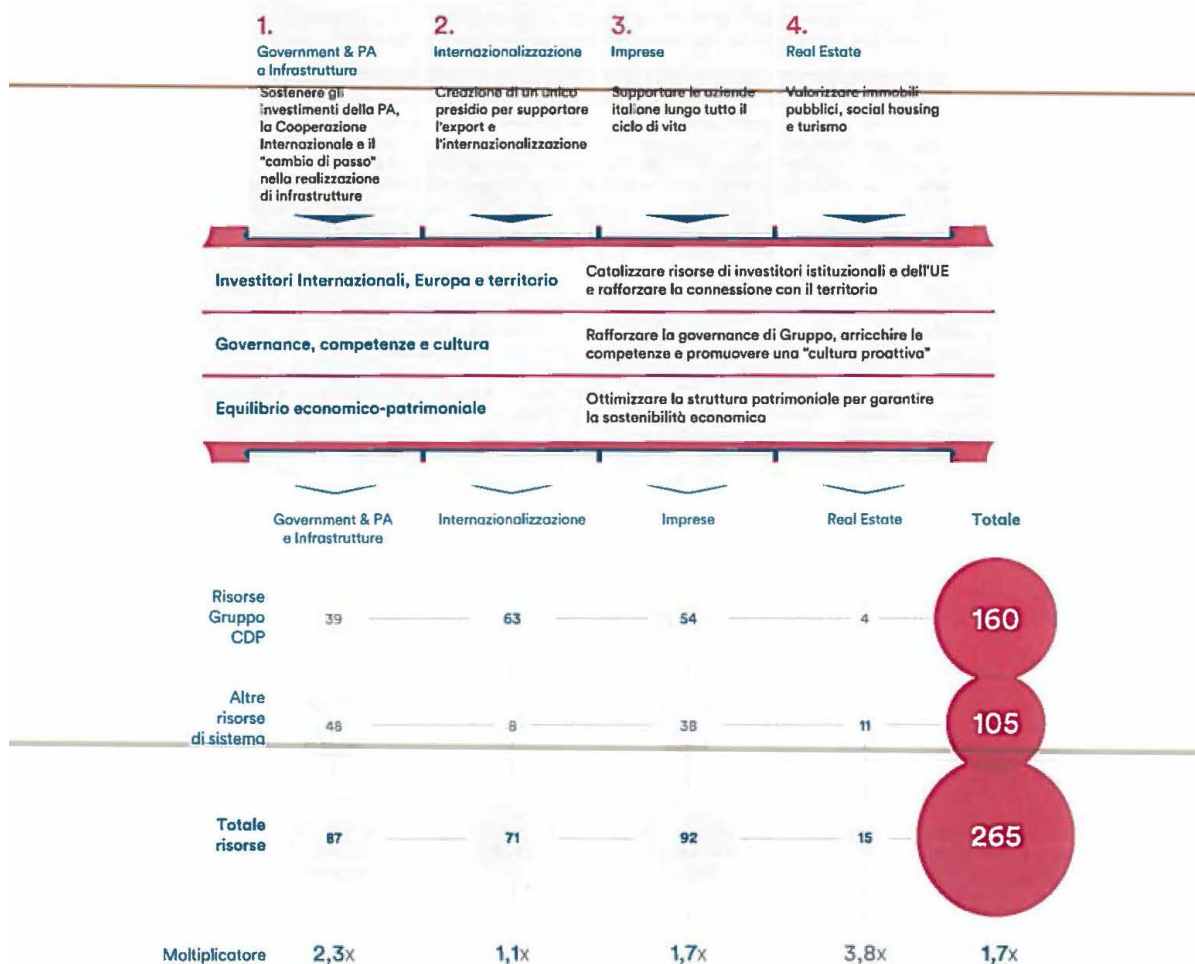 1.
Government & PA
a Infrastruttura
Sostenere gli
investimenti della PA,
la Cooperazione
Internazionale e il
"cambio di passo"
nella realizzazione
di infrastrutture
2.
Internazionalizzazione
Creazione di un unico
presidio per supportare
l'export e
l'internazionalizzazione
3.
Imprese
Supportare le aziende
italiane lungo tutto il
ciclo di vita
4.
Real Estate
Valorizzare immobili
pubblici, social housing
e turismo
Investitori Internazionali, Europa e territorio
Catalizzare risorse di investitori istituzionali e dell'UE
e rafforzare la connessione con il territorio
Governance, competenze e cultura
Rafforzare la governance di Gruppo, arricchire le
competenze e promuovere una "cultura proattiva"
Equilibrio economico-patrimoniale
Ottimizzare la struttura patrimoniale per garantire
la sostenibilità economica
Government & PA
e Infrastrutture
Internazionalizzazione
Imprese
Real Estate
Totale
Risorse
Gruppo
CDP
39 63 54 4 160
Altre
risorse
di sistema
48 8 38 11 105
Totale
risorse
87 71 92 15 265
Moltiplicatore 2,3x 1,1x 1,7x 3,8x 1,7x